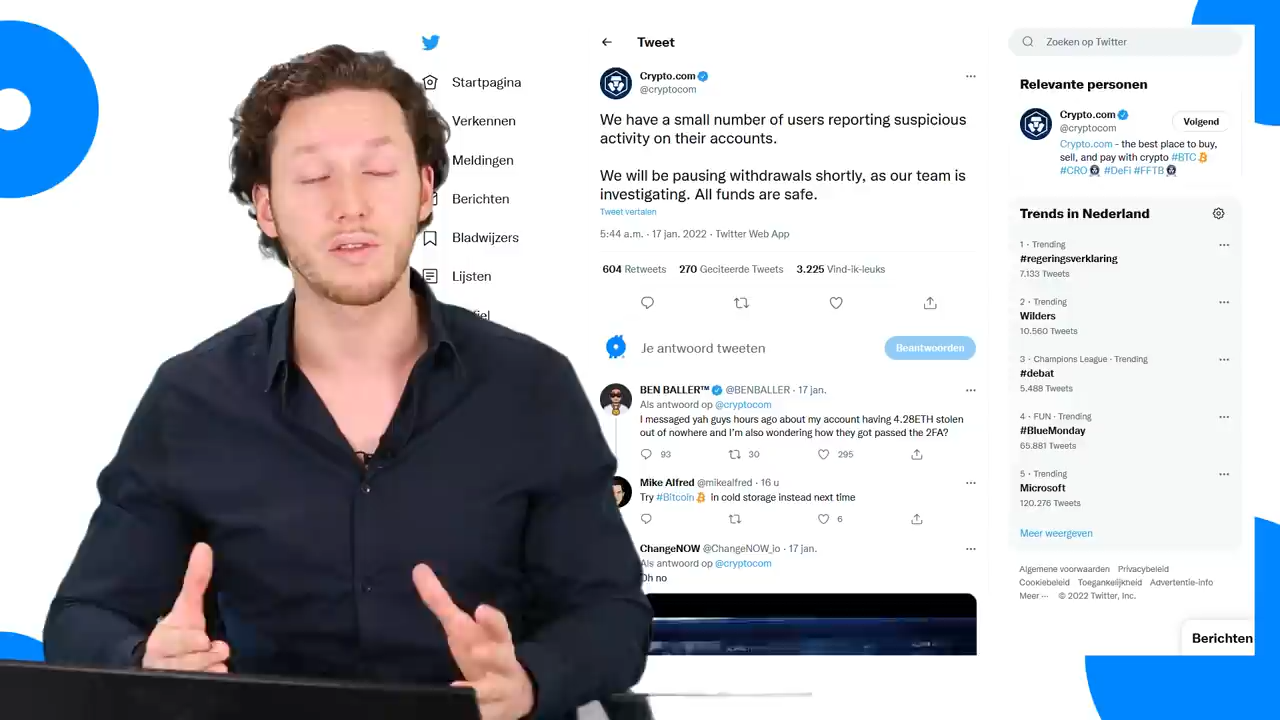 Startpagina
Verkennen
Meldingen
Berichten
Bladwijzers
Lijsten
Tweet
Crypto.com
@cryptocom
We have a small number of users reporting suspicious
activity on their accounts.
We will be pausing withdrawals shortly, as our team is
investigating. All funds are safe.
Tweet vertalen
5:44 a.m. · 17 jan. 2022 · Twitter Web App
604 Retweets 270 Geciteerde Tweets 3.225 Vind-ik-leuks
Je antwoord tweeten
Beantwoorden
BEN BALLER™ @BENBALLER · 17 jan.
Als antwoord op @cryptocom
I messaged yah guys hours ago about my account having 4.28ETH stolen
out of nowhere and I'm also wondering how they got passed the 2FA?
93 30 295
Mike Alfred @mikealfred · 16 u
Try #Bitcoin in cold storage instead next time
6
ChangeNOW @ChangeNOW_io · 17 jan.
Als antwoord op @cryptocom
Oh no
Zoeken op Twitter
Relevante personen
Crypto.com
@cryptocom
Volgend
Crypto.com - the best place to buy,
sell, and pay with crypto #BTC
#CRO #DeFi #FFTB
Trends in Nederland
1 · Trending
#regeringsverklaring
7.133 Tweets
2 · Trending
Wilders
10.560 Tweets
3 · Champions League · Trending
#debat
5.488 Tweets
4 · FUN · Trending
#BlueMonday
65.881 Tweets
5 · Trending
Microsoft
120.276 Tweets
Meer weergeven
Algemene voorwaarden Privacybeleid
Cookiebeleid Toegankelijkheid Advertentie-info
Meer ··· © 2022 Twitter, Inc.
Berichten